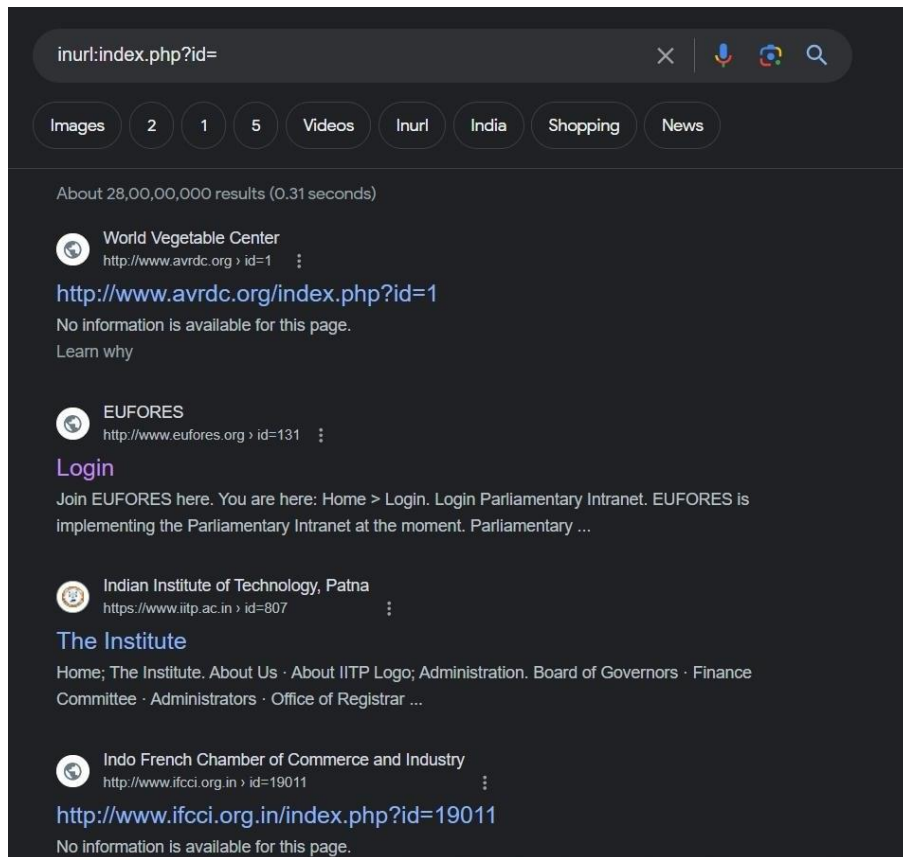 inurl:index.php?id=
Images 2 1 5 Videos Inurl India Shopping News
About 28,00,00,000 results (0.31 seconds)
World Vegetable Center
http://www.avrdc.org › id=1
http://www.avrdc.org/index.php?id=1
No information is available for this page.
Learn why
EUFORES
http://www.eufores.org › id=131
Login
Join EUFORES here. You are here: Home > Login. Login Parliamentary Intranet. EUFORES is
implementing the Parliamentary Intranet at the moment. Parliamentary ...
Indian Institute of Technology, Patna
https://www.iitp.ac.in › id=807
The Institute
Home; The Institute. About Us · About IITP Logo; Administration. Board of Governors · Finance
Committee · Administrators · Office of Registrar ...
Indo French Chamber of Commerce and Industry
http://www.ifcci.org.in › id=19011
http://www.ifcci.org.in/index.php?id=19011
No information is available for this page.